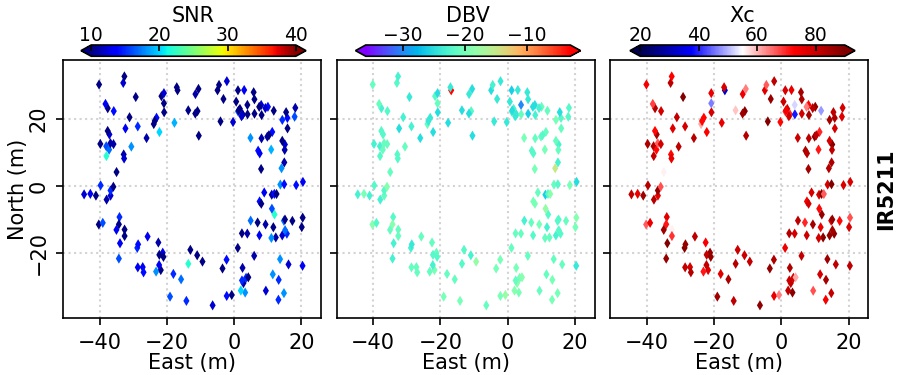 SNR DBV Xc
10 20 30 40 −30 −20 −10 20 40 60 80
North (m)
20
0
−20
IR5211
−40 −20 0 20 −40 −20 0 20 −40 −20 0 20
East (m) East (m) East (m)